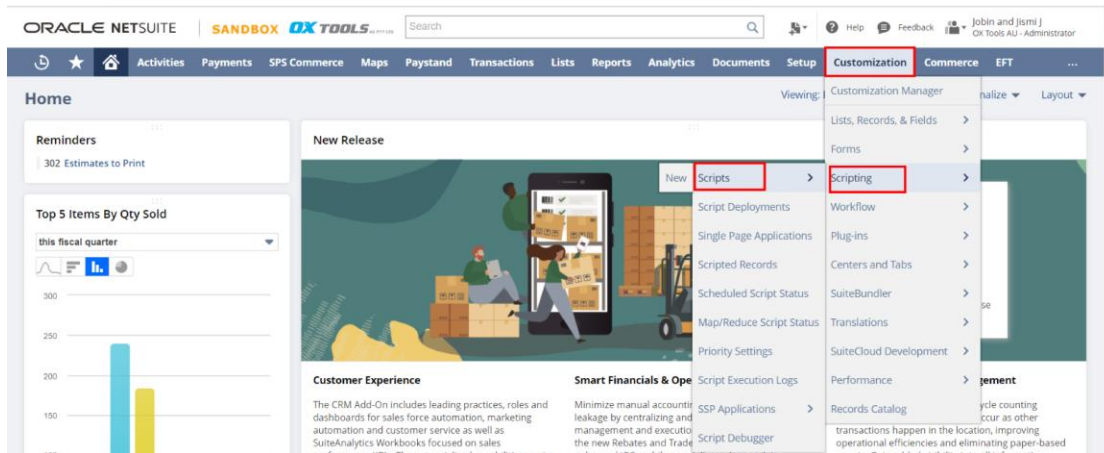 ORACLE NETSUITE
SANDBOX
OX TOOLS
Search
Help
Feedback
Jobin and Jismi J
OX Tools AU - Administrator
Activities Payments SPS Commerce Maps Paystand Transactions Lists Reports Analytics Documents Setup Customization Commerce EFT ...
Home
Viewing:
nalize
Layout
Reminders
302 Estimates to Print
Top 5 Items By Qty Sold
this fiscal quarter
300
250
200
150
New Release
Customer Experience
The CRM Add-On includes leading practices, roles and
dashboards for sales force automation, marketing
automation and customer service as well as
SuiteAnalytics Workbooks focused on sales
Smart Financials & Ope
Minimize manual accountin
leakage by centralizing and
management and executio
the new Rebates and Trade
gement
ycle counting
ccur as other
transactions happen in the location, improving
operational efficiencies and eliminating paper-based
New
Scripts
Script Deployments
Single Page Applications
Scripted Records
Scheduled Script Status
Map/Reduce Script Status
Priority Settings
Script Execution Logs
SSP Applications
Script Debugger
Customization Manager
Lists, Records, & Fields
Forms
Scripting
Workflow
Plug-ins
Centers and Tabs
SuiteBundler
Translations
SuiteCloud Development
Performance
Records Catalog
se